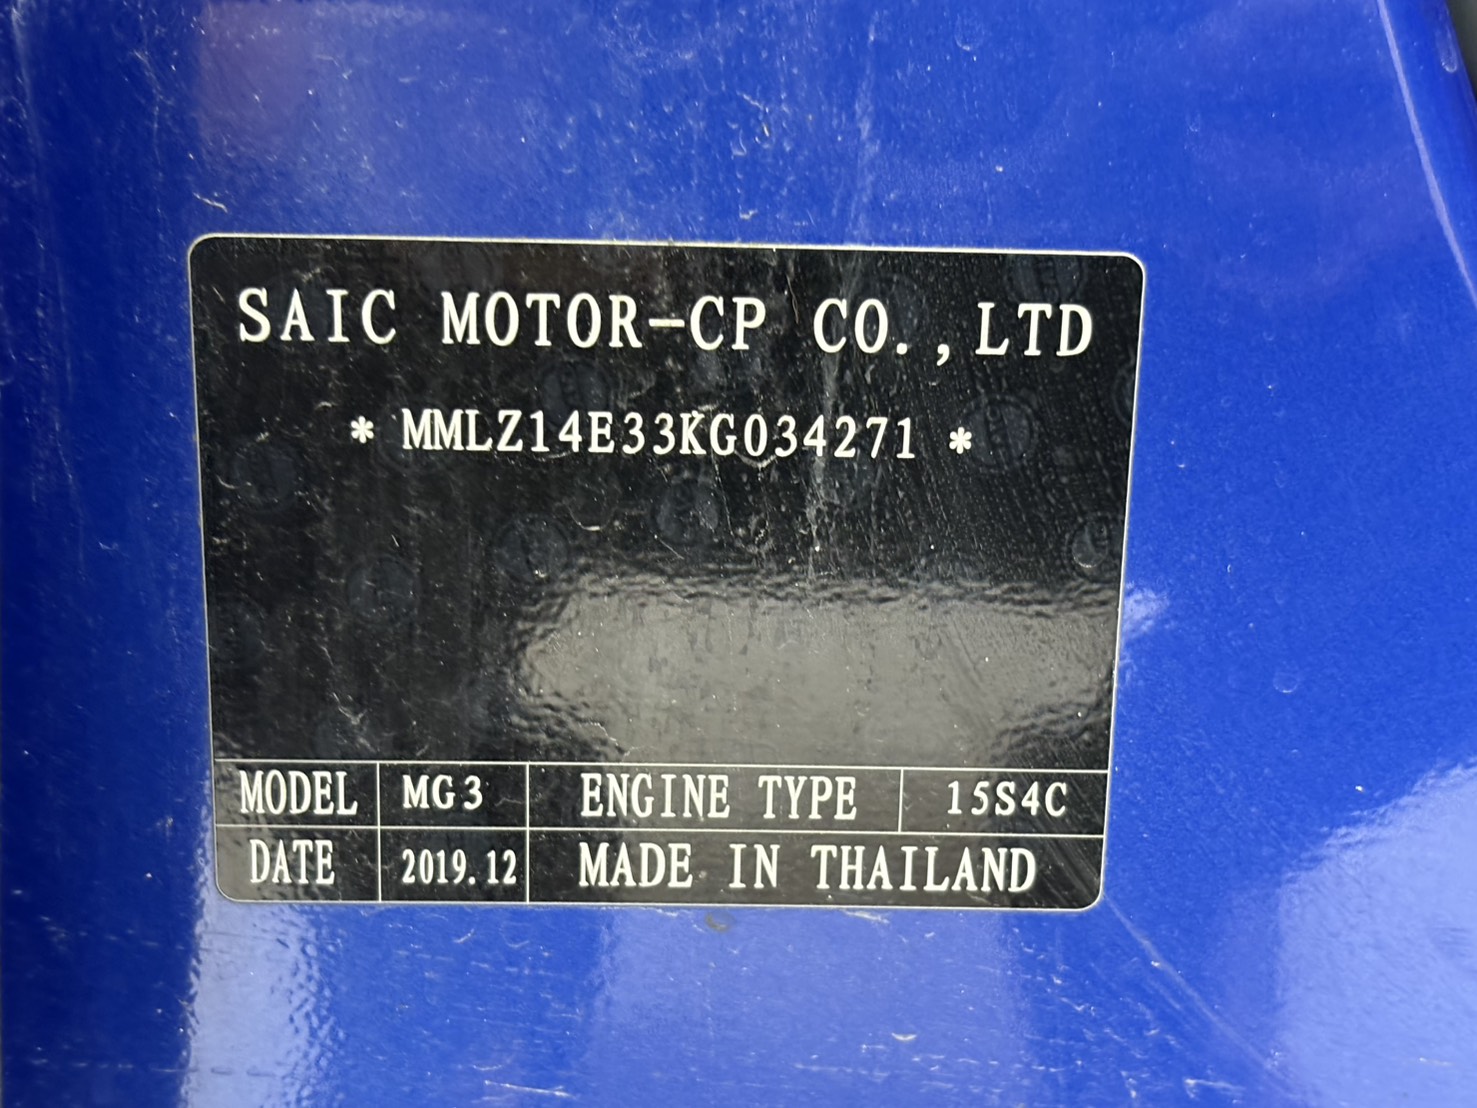 SAIC MOTOR-CP CO.,LTD
* MMLZ14E33KG034271 *
MODEL MG3 ENGINE TYPE 15S4C
DATE 2019.12 MADE IN THAILAND